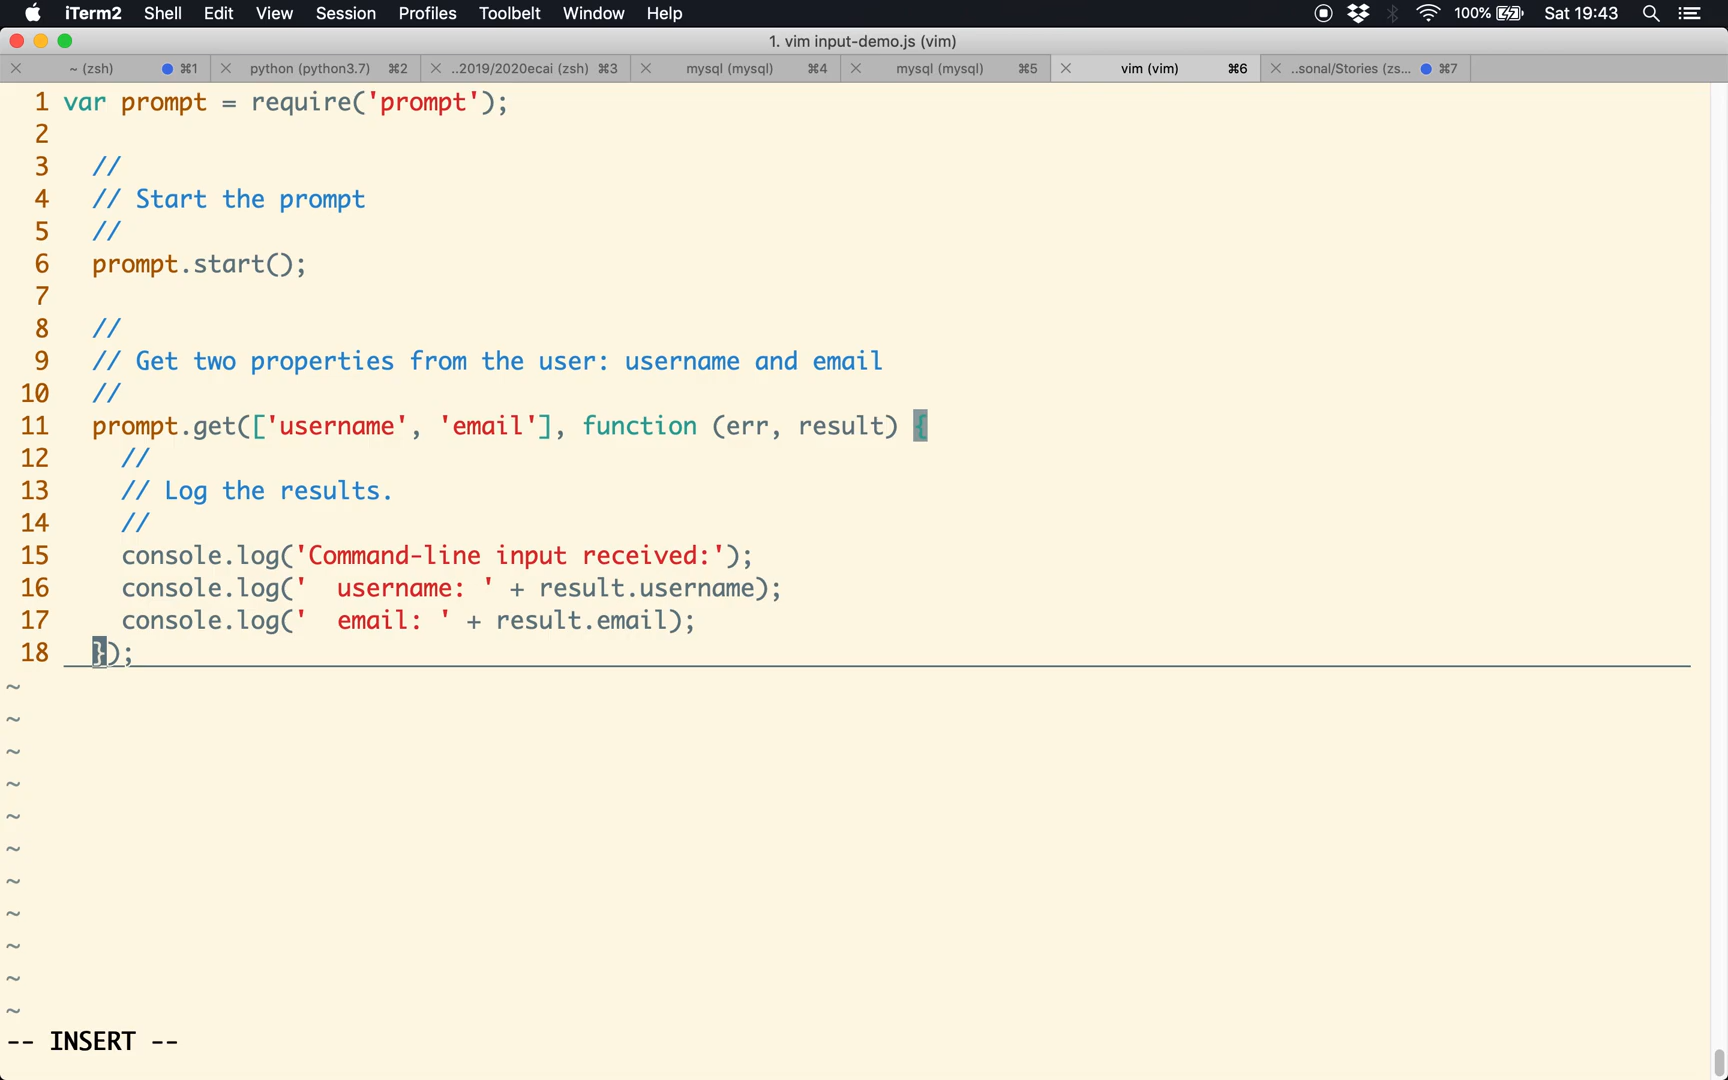 iTerm2 Shell Edit View Session Profiles Toolbelt Window Help 100% Sat 19:43
1. vim input-demo.js (vim)
~ (zsh) ⌘1 python (python3.7) ⌘2 ..2019/2020ecai (zsh) ⌘3 mysql (mysql) ⌘4 mysql (mysql) ⌘5 vim (vim) ⌘6 ..sonal/Stories (zs... ⌘7
1 var prompt = require('prompt');
2
3 //
4 // Start the prompt
5 //
6 prompt.start();
7
8 //
9 // Get two properties from the user: username and email
10 //
11 prompt.get(['username', 'email'], function (err, result) {
12 //
13 // Log the results.
14 //
15 console.log('Command-line input received:');
16 console.log('  username: ' + result.username);
17 console.log('  email: ' + result.email);
18 });
~
~
~
~
~
~
~
~
~
~
~
-- INSERT --